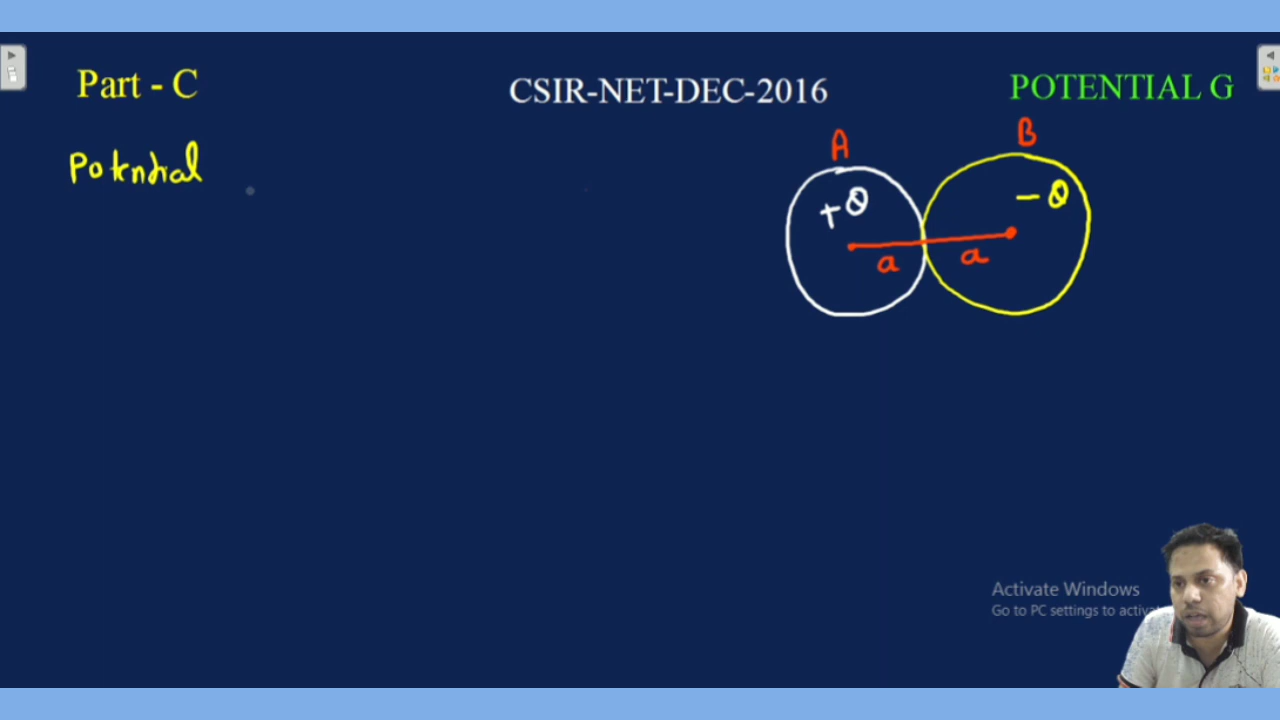 Part - C
CSIR-NET-DEC-2016
POTENTIAL G
Potential
A
B
+Q
-Q
a
a
Activate Windows
Go to PC settings to activ